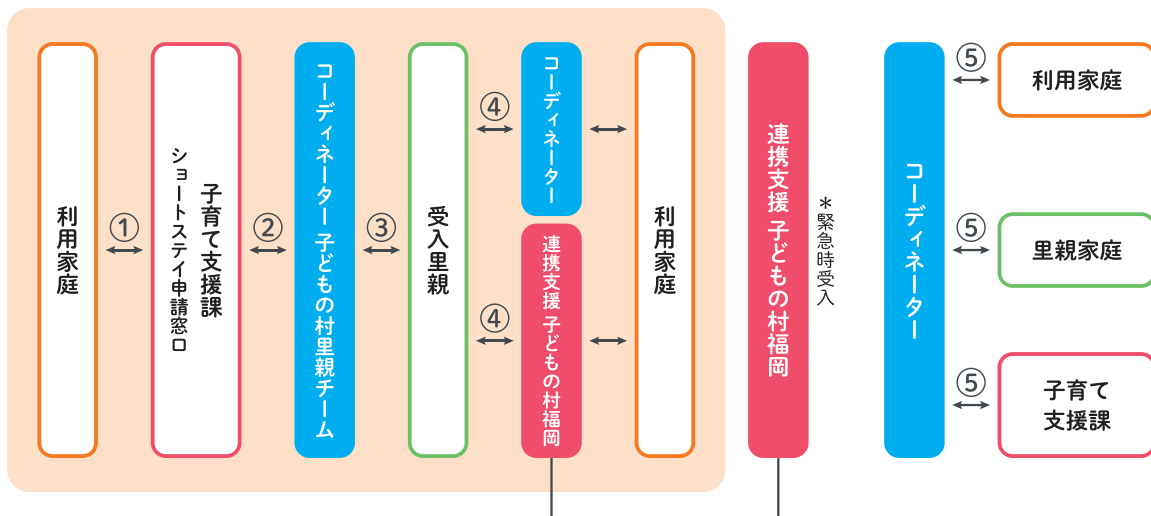 利用家庭
①
子育て支援課
ショートステイ申請窓口
②
コーディネーター 子どもの村里親チーム
③
受入里親
④
コーディネーター
④
連携支援 子どもの村福岡
利用家庭
連携支援 子どもの村福岡
＊緊急時受入
コーディネーター
⑤
利用家庭
⑤
里親家庭
⑤
子育て
支援課